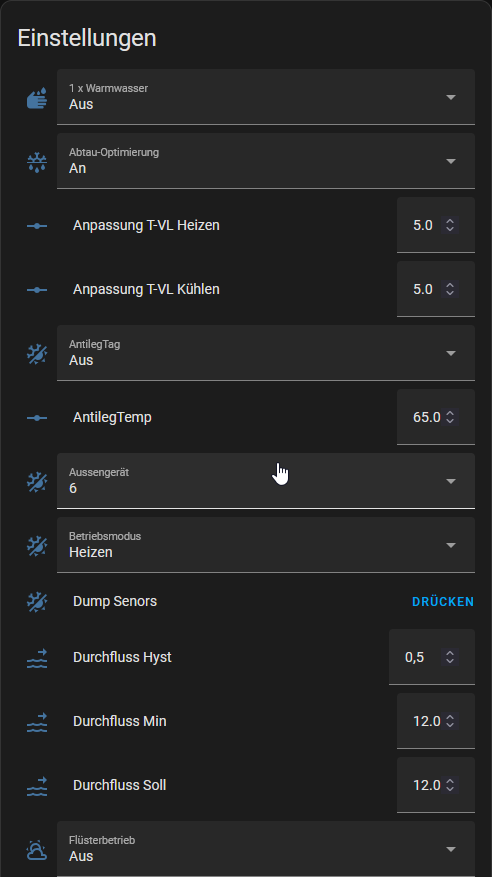 Einstellungen
1 x Warmwasser
Aus
Abtau-Optimierung
An
Anpassung T-VL Heizen
5.0
Anpassung T-VL Kühlen
5.0
AntilegTag
Aus
AntilegTemp
65.0
Aussengerät
6
Betriebsmodus
Heizen
Dump Senors
DRÜCKEN
Durchfluss Hyst
0,5
Durchfluss Min
12.0
Durchfluss Soll
12.0
Flüsterbetrieb
Aus